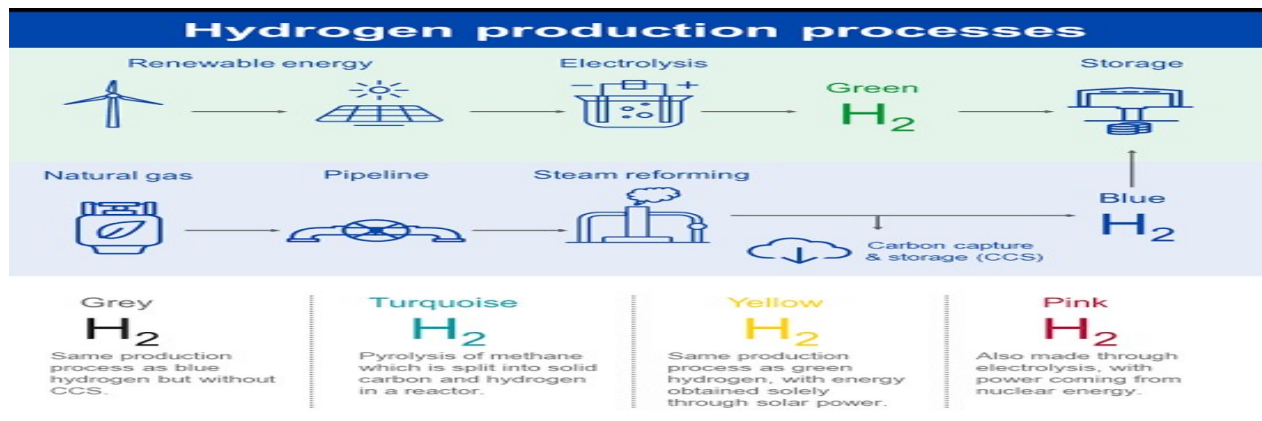 Hydrogen production processes
Renewable energy
Electrolysis
Storage
− +
Green
H₂
Natural gas
Pipeline
Steam reforming
Blue
H₂
Carbon capture
& storage (CCS)
Grey
H₂
Same production
process as blue
hydrogen but without
CCS.
Turquoise
H₂
Pyrolysis of methane
which is split into solid
carbon and hydrogen
in a reactor.
Yellow
H₂
Same production
process as green
hydrogen, with energy
obtained solely
through solar power.
Pink
H₂
Also made through
electrolysis, with
power coming from
nuclear energy.